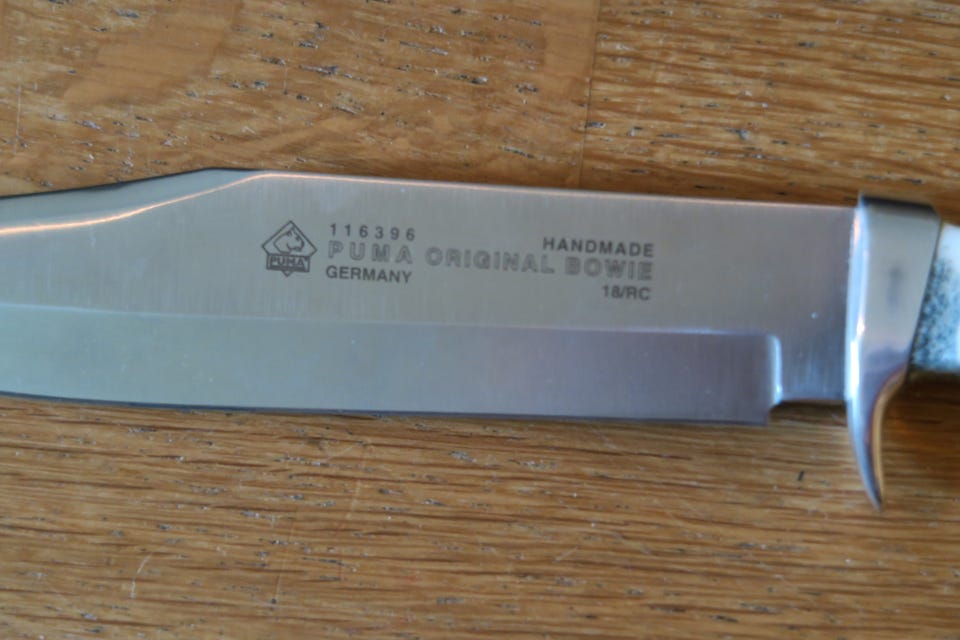 116396
PUMA
PUMA ORIGINAL BOWIE
GERMANY
HANDMADE
18/RC